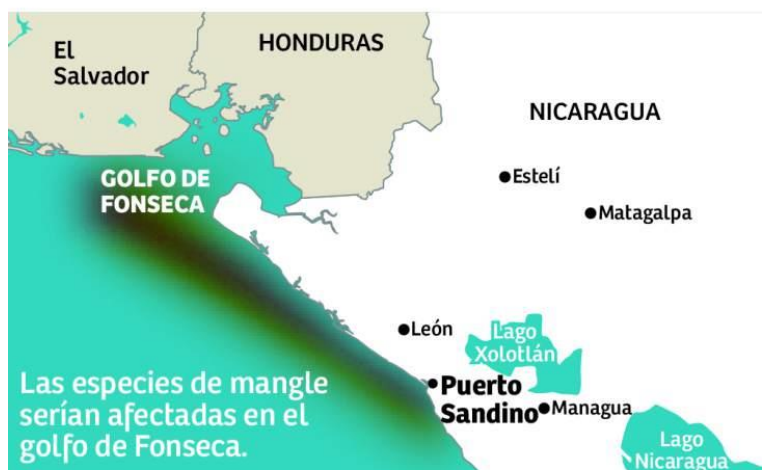 El
Salvador
HONDURAS
NICARAGUA
GOLFO DE
FONSECA
Estelí
Matagalpa
León
Lago
Xolotlán
Puerto
Sandino
Managua
Las especies de mangle
serían afectadas en el
golfo de Fonseca.
Lago
Nicaragua